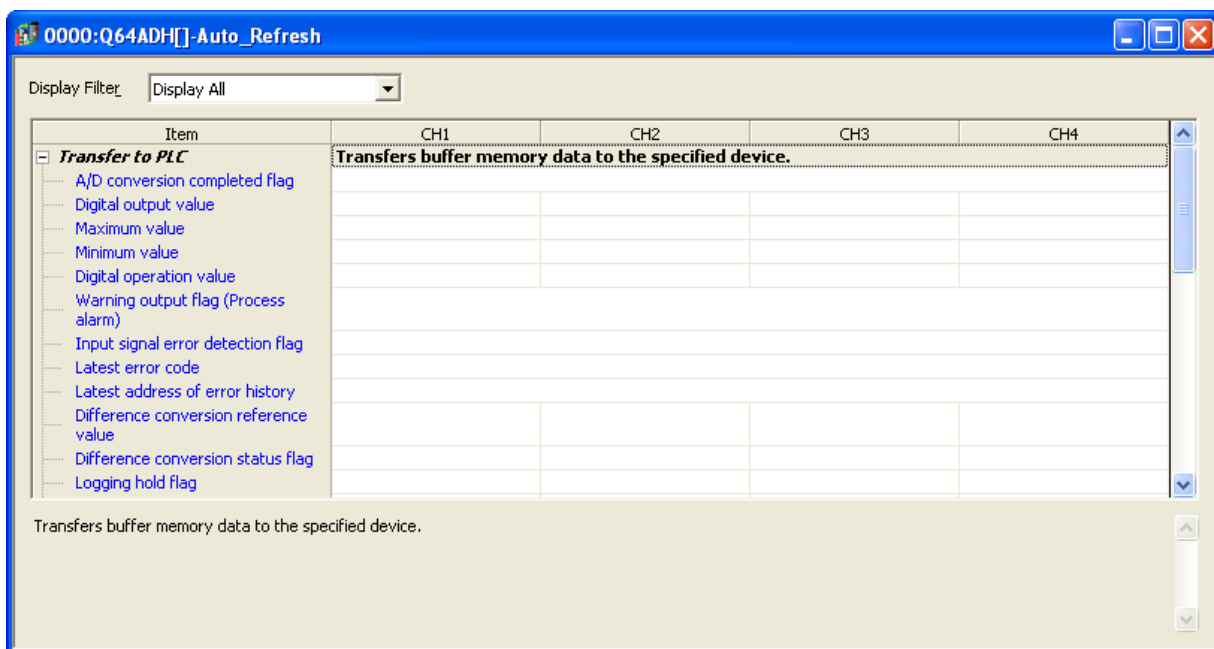 0000:Q64ADH[]-Auto_Refresh
Display Filter Display All
Item CH1 CH2 CH3 CH4
Transfer to PLC Transfers buffer memory data to the specified device.
A/D conversion completed flag
Digital output value
Maximum value
Minimum value
Digital operation value
Warning output flag (Process
alarm)
Input signal error detection flag
Latest error code
Latest address of error history
Difference conversion reference
value
Difference conversion status flag
Logging hold flag
Transfers buffer memory data to the specified device.